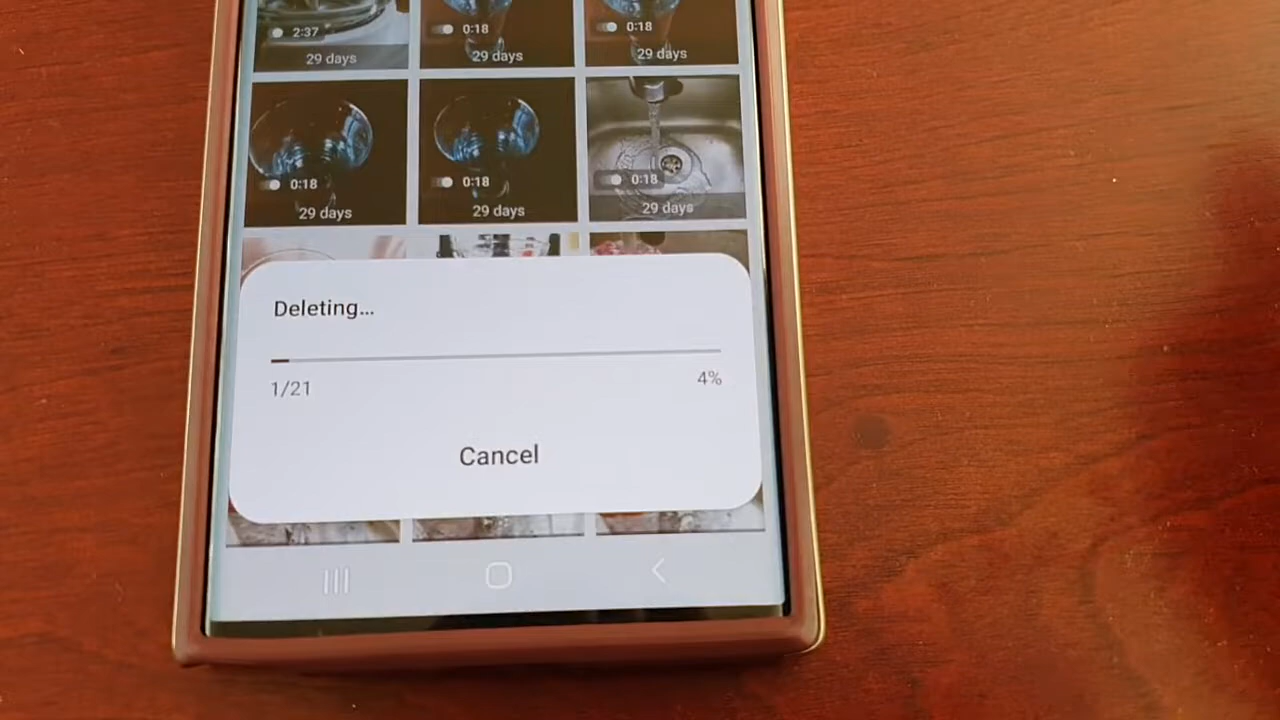 2:37
0:18
0:18
29 days
29 days
29 days
0:18
0:18
0:18
29 days
29 days
29 days
Deleting...
1/21
4%
Cancel